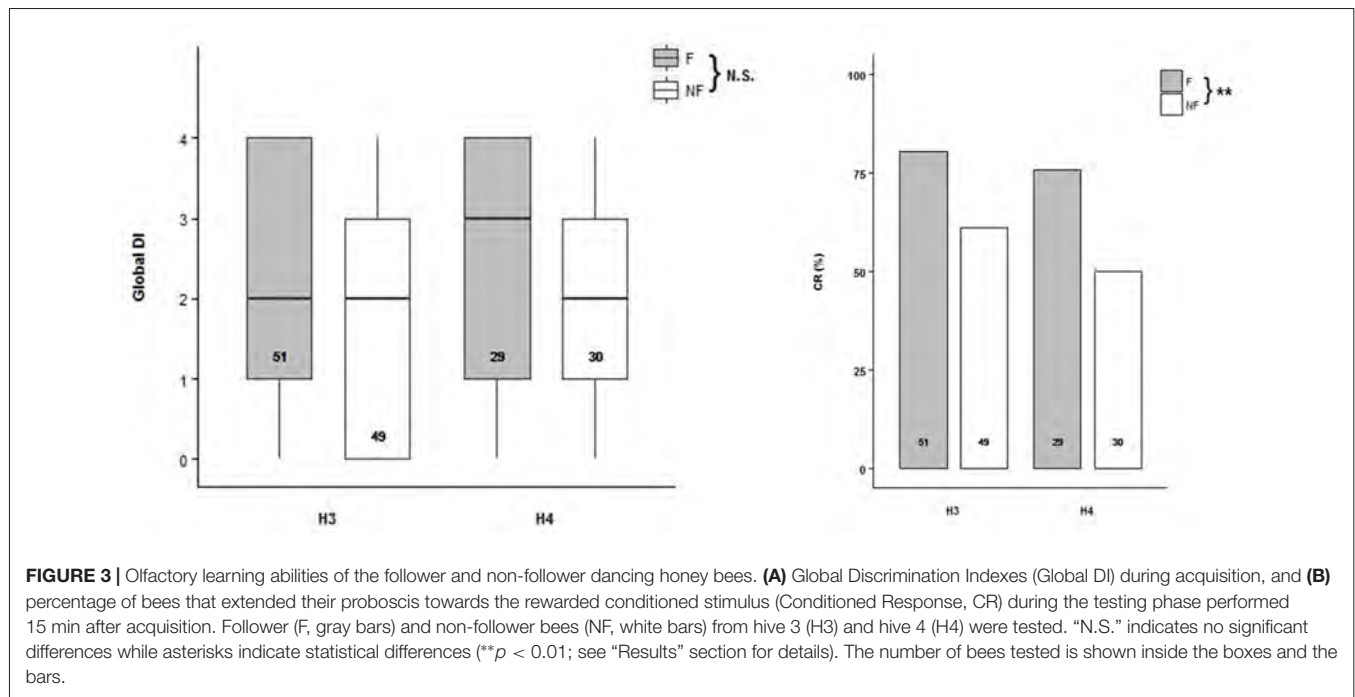 F
NF
} N.S.
4
3
2
1
0
Global DI
51
49
29
30
H3
H4
F
NF
} **
100
75
50
25
0
CR (%)
51
49
29
30
H3
H4
FIGURE 3 | Olfactory learning abilities of the follower and non-follower dancing honey bees. (A) Global Discrimination Indexes (Global DI) during acquisition, and (B)
percentage of bees that extended their proboscis towards the rewarded conditioned stimulus (Conditioned Response, CR) during the testing phase performed
15 min after acquisition. Follower (F, gray bars) and non-follower bees (NF, white bars) from hive 3 (H3) and hive 4 (H4) were tested. “N.S.” indicates no significant
differences while asterisks indicate statistical differences (**p < 0.01; see “Results” section for details). The number of bees tested is shown inside the boxes and the
bars.